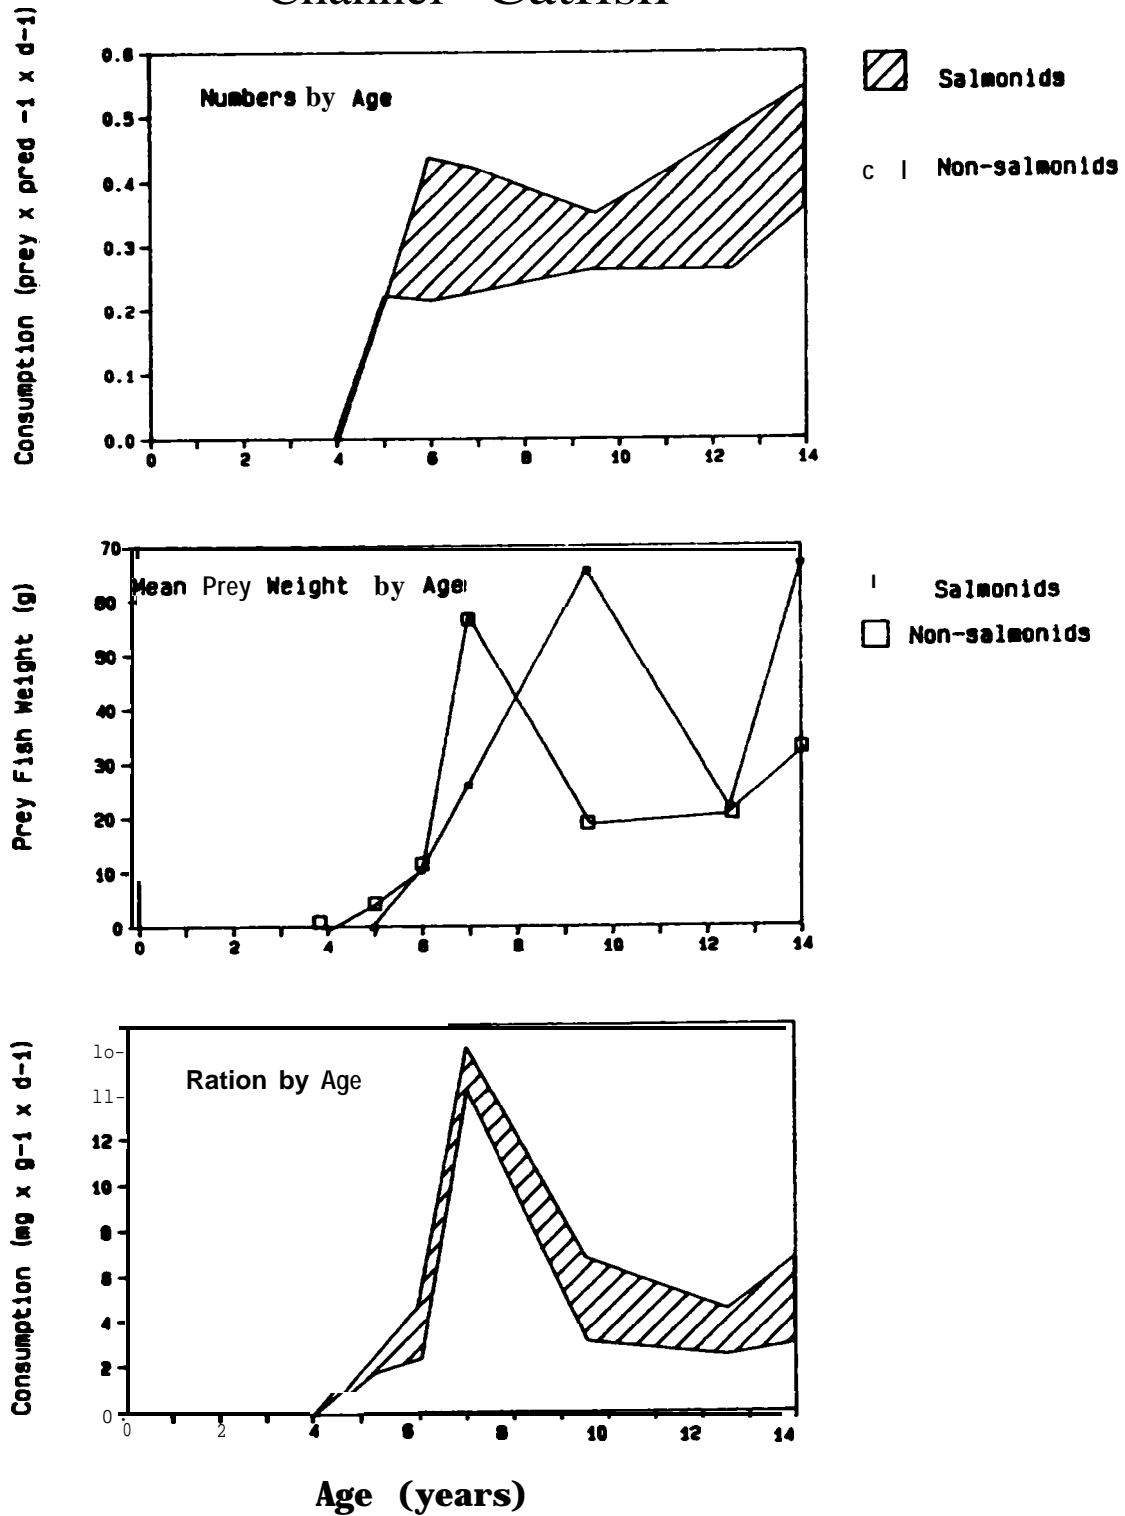 Channel Catfish
Consumption (prey x pred -1 x d-1)
0.6
0.5
0.4
0.3
0.2
0.1
0.0
Numbers by Age
0 2 4 6 8 10 12 14
Salmonids
c l Non-salmonids
Prey Fish Weight (g)
70
60
50
40
30
20
10
0
Mean Prey Weight by Age
0 2 4 6 8 10 12 14
Salmonids
Non-salmonids
Consumption (mg x g-1 x d-1)
lo-
11-
12
10
8
6
4
2
0
Ration by Age
0 2 4 6 8 10 12 14
Age (years)